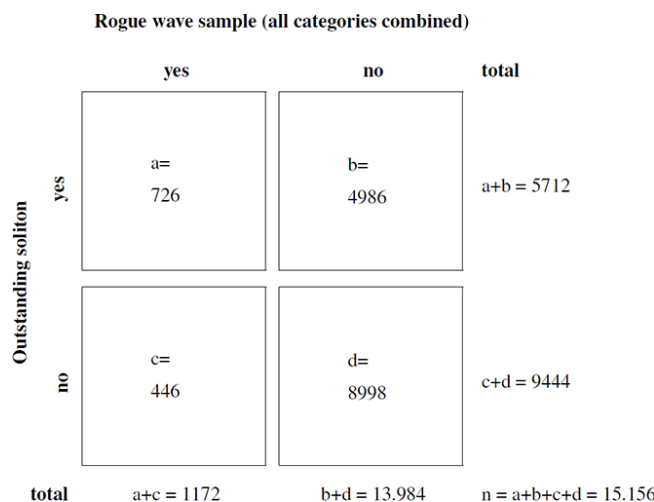 Rogue wave sample (all categories combined)
yes no total
Outstanding soliton
yes
a= b=
726 4986
a+b = 5712
no
c= d=
446 8998
c+d = 9444
total a+c = 1172 b+d = 13.984 n = a+b+c+d = 15.156